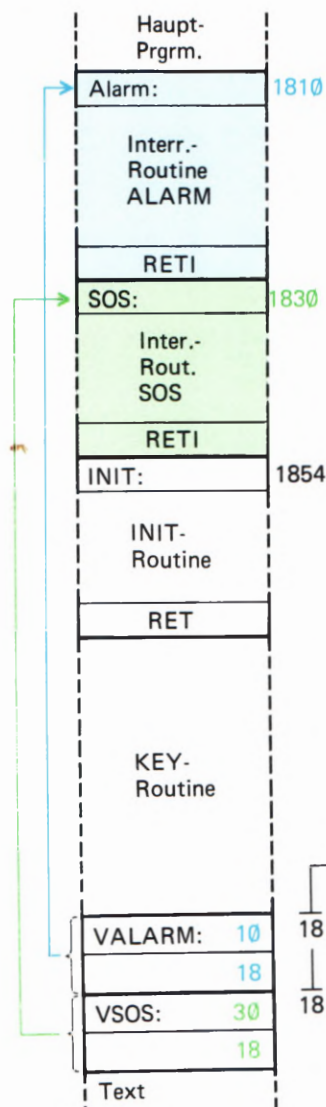 Haupt-
Prgrm.
Alarm: 1810
Interr.-
Routine
ALARM
RETI
SOS: 1830
Inter.-
Rout.
SOS
RETI
INIT: 1854
INIT-
Routine
RET
KEY-
Routine
VALARM: 10 18
18 18
VSOS: 30
18
Text